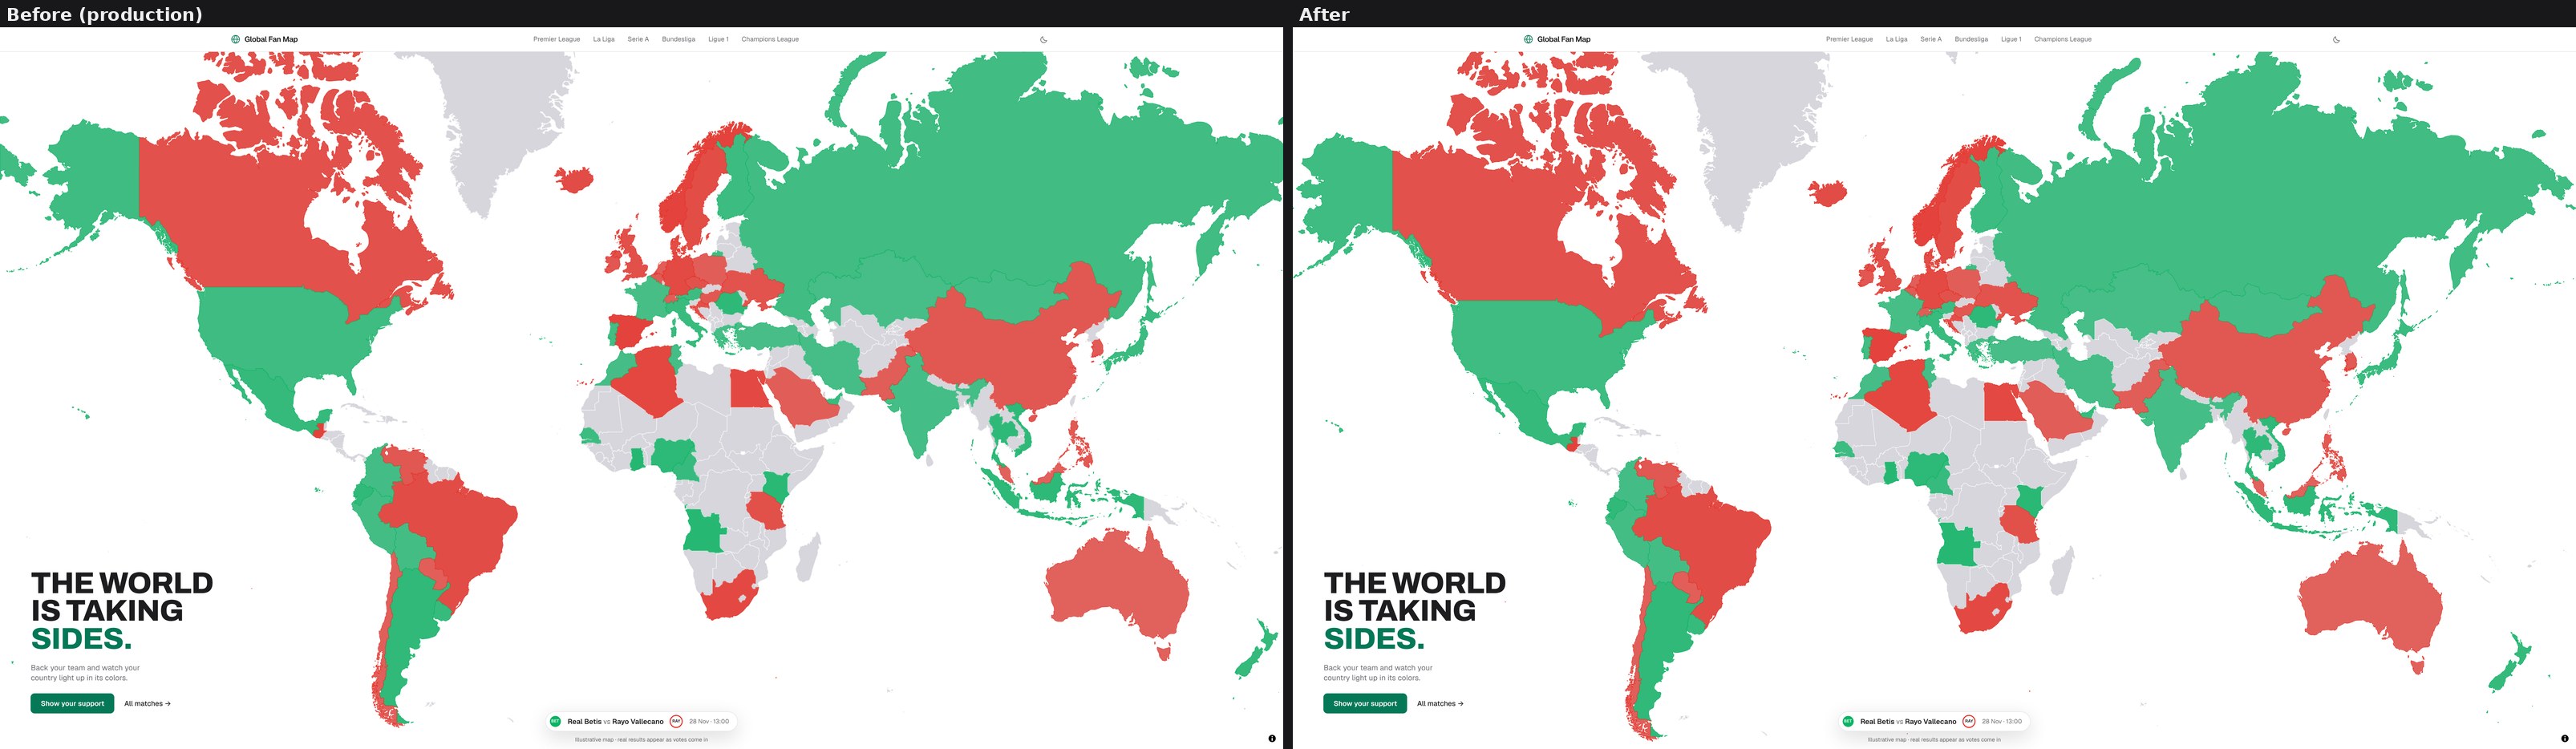 Before (production)
Global Fan Map
Premier League La Liga Serie A Bundesliga Ligue 1 Champions League
THE WORLD
IS TAKING
SIDES.
Back your team and watch your
country light up in its colors.
Show your support All matches →
BET Real Betis vs Rayo Vallecano RAY 28 Nov · 13:00
Illustrative map · real results appear as votes come in
After
Global Fan Map
Premier League La Liga Serie A Bundesliga Ligue 1 Champions League
THE WORLD
IS TAKING
SIDES.
Back your team and watch your
country light up in its colors.
Show your support All matches →
BET Real Betis vs Rayo Vallecano RAY 28 Nov · 13:00
Illustrative map · real results appear as votes come in